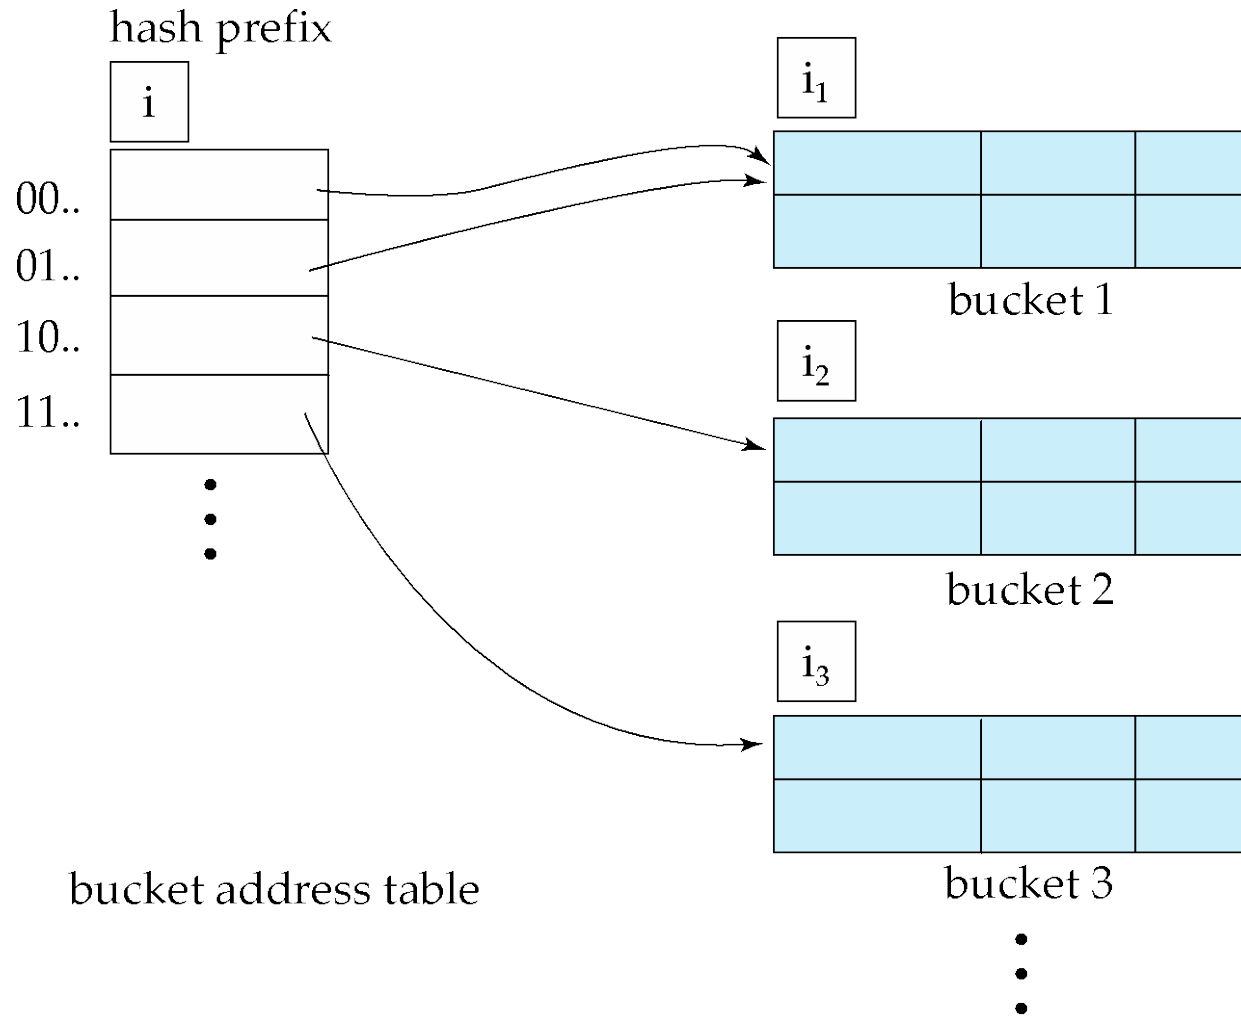 hash prefix
i
00..
01..
10..
11..
bucket address table
i₁
bucket 1
i₂
bucket 2
i₃
bucket 3